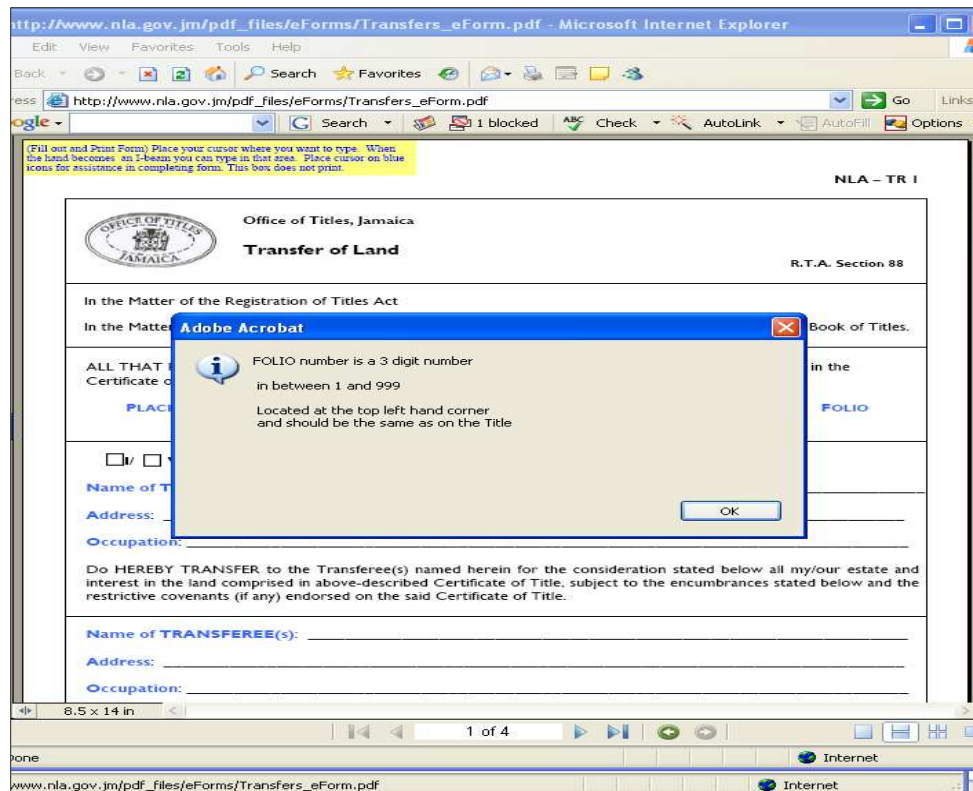 http://www.nla.gov.jm/pdf_files/eForms/Transfers_eForm.pdf - Microsoft Internet Explorer
Edit View Favorites Tools Help
Back Search Favorites
http://www.nla.gov.jm/pdf_files/eForms/Transfers_eForm.pdf Go Links
Search 1 blocked ABC Check AutoLink AutoFill Options
(Fill out and Print Form) Place your cursor where you want to type. When
the hand becomes an I-beam you can type in that area. Place cursor on blue
icons for assistance in completing form. This box does not print.
NLA – TR 1
OFFICE OF TITLES
JAMAICA
Office of Titles, Jamaica
Transfer of Land
R.T.A. Section 88
In the Matter of the Registration of Titles Act
In the Matte Book of Titles.
Adobe Acrobat
FOLIO number is a 3 digit number
in between 1 and 999
Located at the top left hand corner
and should be the same as on the Title
OK
ALL THAT in the
Certificate o
PLAC FOLIO
I/
Name of T
Address:
Occupation:
Do HEREBY TRANSFER to the Transferee(s) named herein for the consideration stated below all my/our estate and
interest in the land comprised in above-described Certificate of Title, subject to the encumbrances stated below and the
restrictive covenants (if any) endorsed on the said Certificate of Title.
Name of TRANSFEREE(s):
Address:
Occupation:
8.5 x 14 in
1 of 4
one Internet
www.nla.gov.jm/pdf_files/eForms/Transfers_eForm.pdf Internet